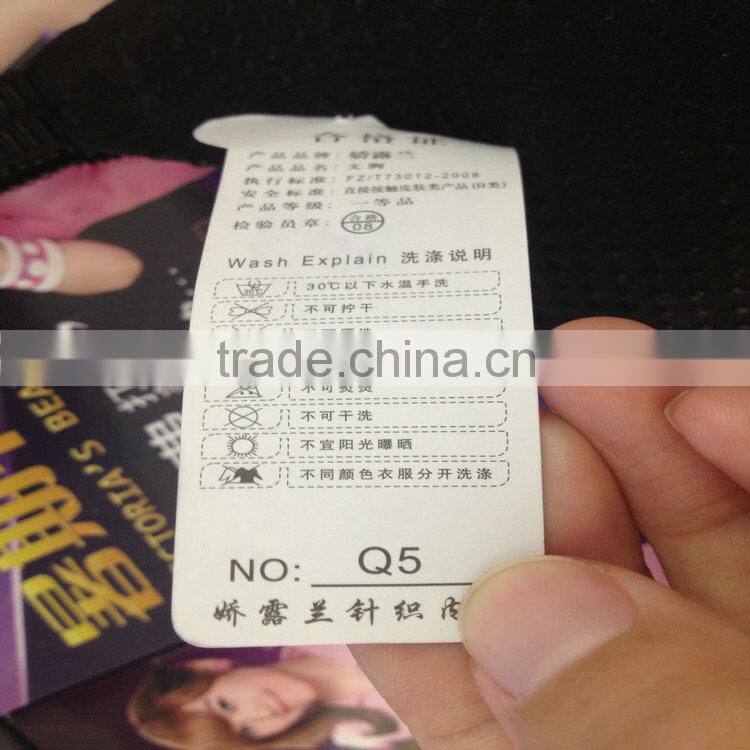 合格证
产品品牌：娇露兰
产品品名：文胸
执行标准：FZ/T73012-2008
安全标准：直接接触皮肤类产品(B类)
产品等级：一等品
检验员章：合格 08
Wash Explain 洗涤说明
30℃ 30℃以下水温手洗
不可拧干
trade.china.cn
不可熨烫
不可干洗
不宜阳光曝晒
不同颜色衣服分开洗涤
NO: Q5
娇露兰针织内
TORIA'S BEA